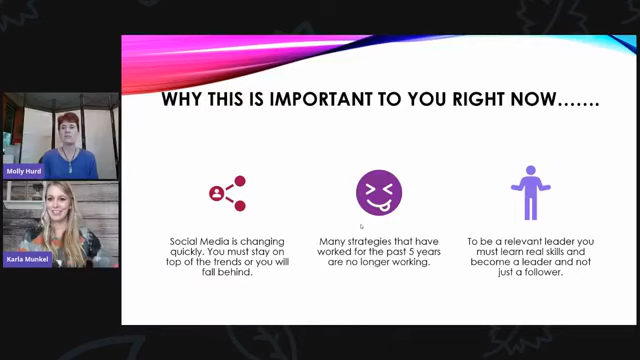 WHY THIS IS IMPORTANT TO YOU RIGHT NOW…….
Molly Hurd
Karla Munkel
Social Media is changing
quickly. You must stay on
top of the trends or you will
fall behind.
Many strategies that have
worked for the past 5 years
are no longer working.
To be a relevant leader you
must learn real skills and
become a leader and not
just a follower.